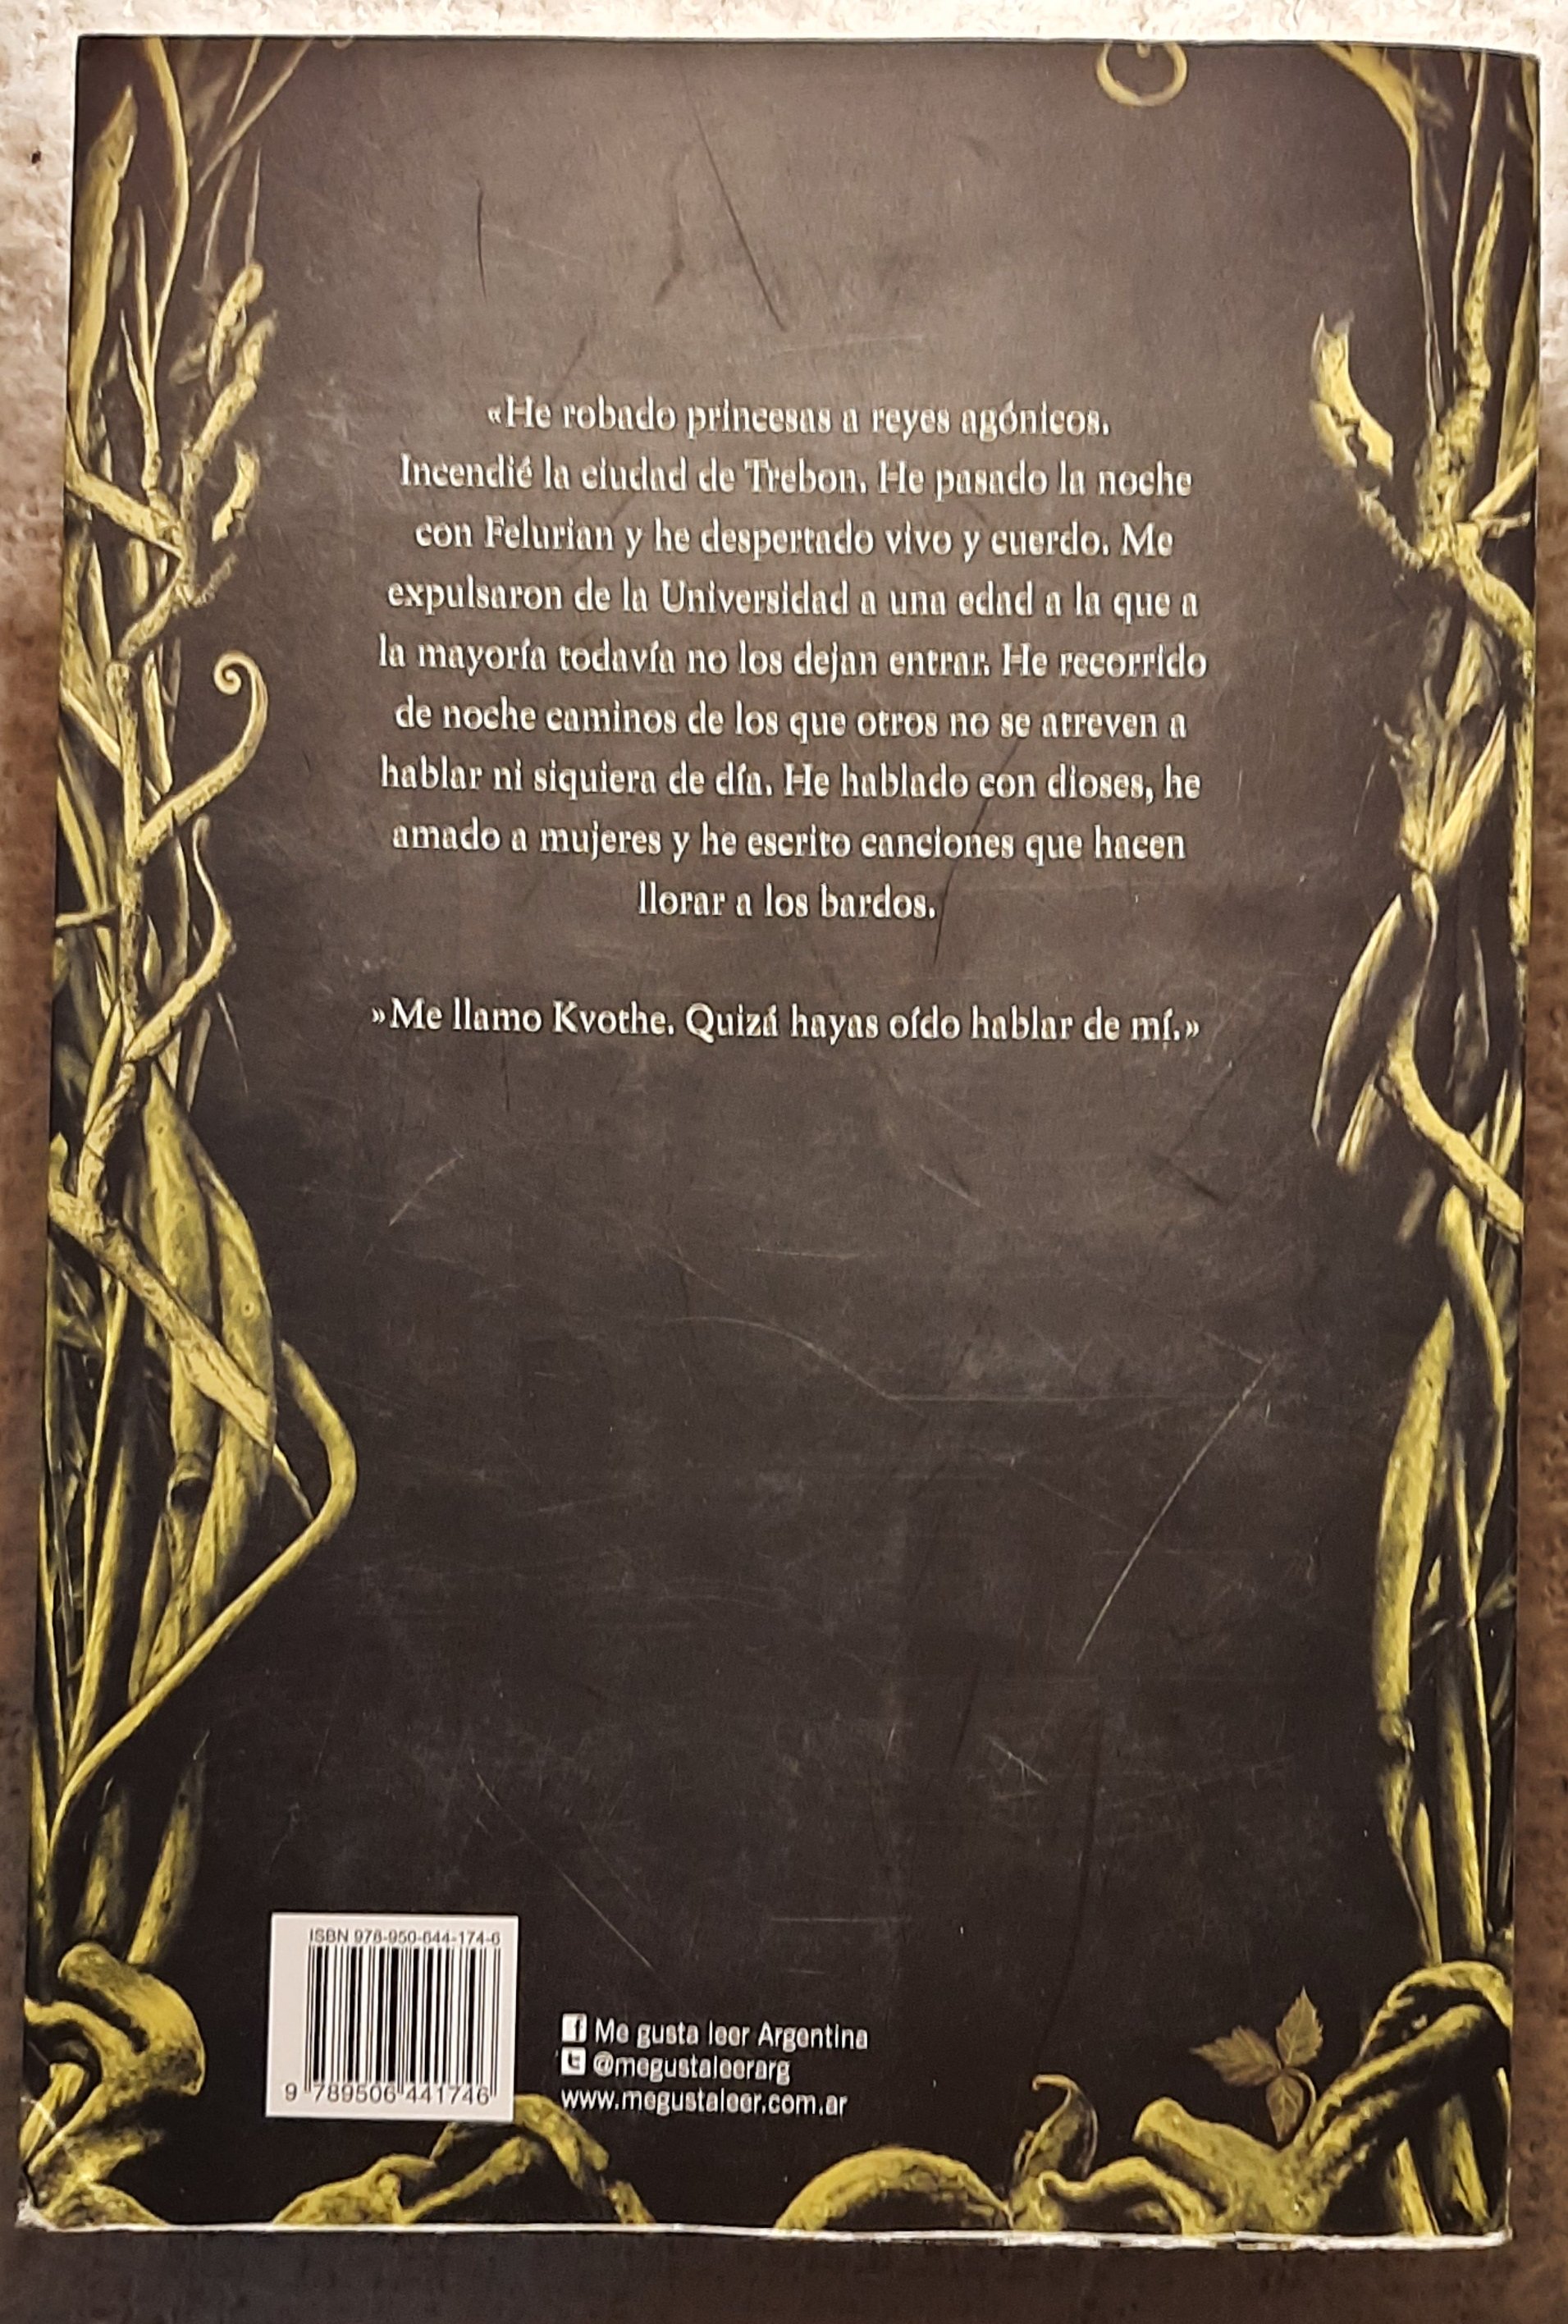 «He robado princesas a reyes agónicos.
Incendié la ciudad de Trebon. He pasado la noche
con Felurian y he despertado vivo y cuerdo. Me
expulsaron de la Universidad a una edad a la que a
la mayoría todavía no los dejan entrar. He recorrido
de noche caminos de los que otros no se atreven a
hablar ni siquiera de día. He hablado con dioses, he
amado a mujeres y he escrito canciones que hacen
llorar a los bardos.
»Me llamo Kvothe. Quizá hayas oído hablar de mí.»
ISBN 978-950-644-174-6
9 789506 441746
f Me gusta leer Argentina
t @megustaleerarg
www.megustaleer.com.ar